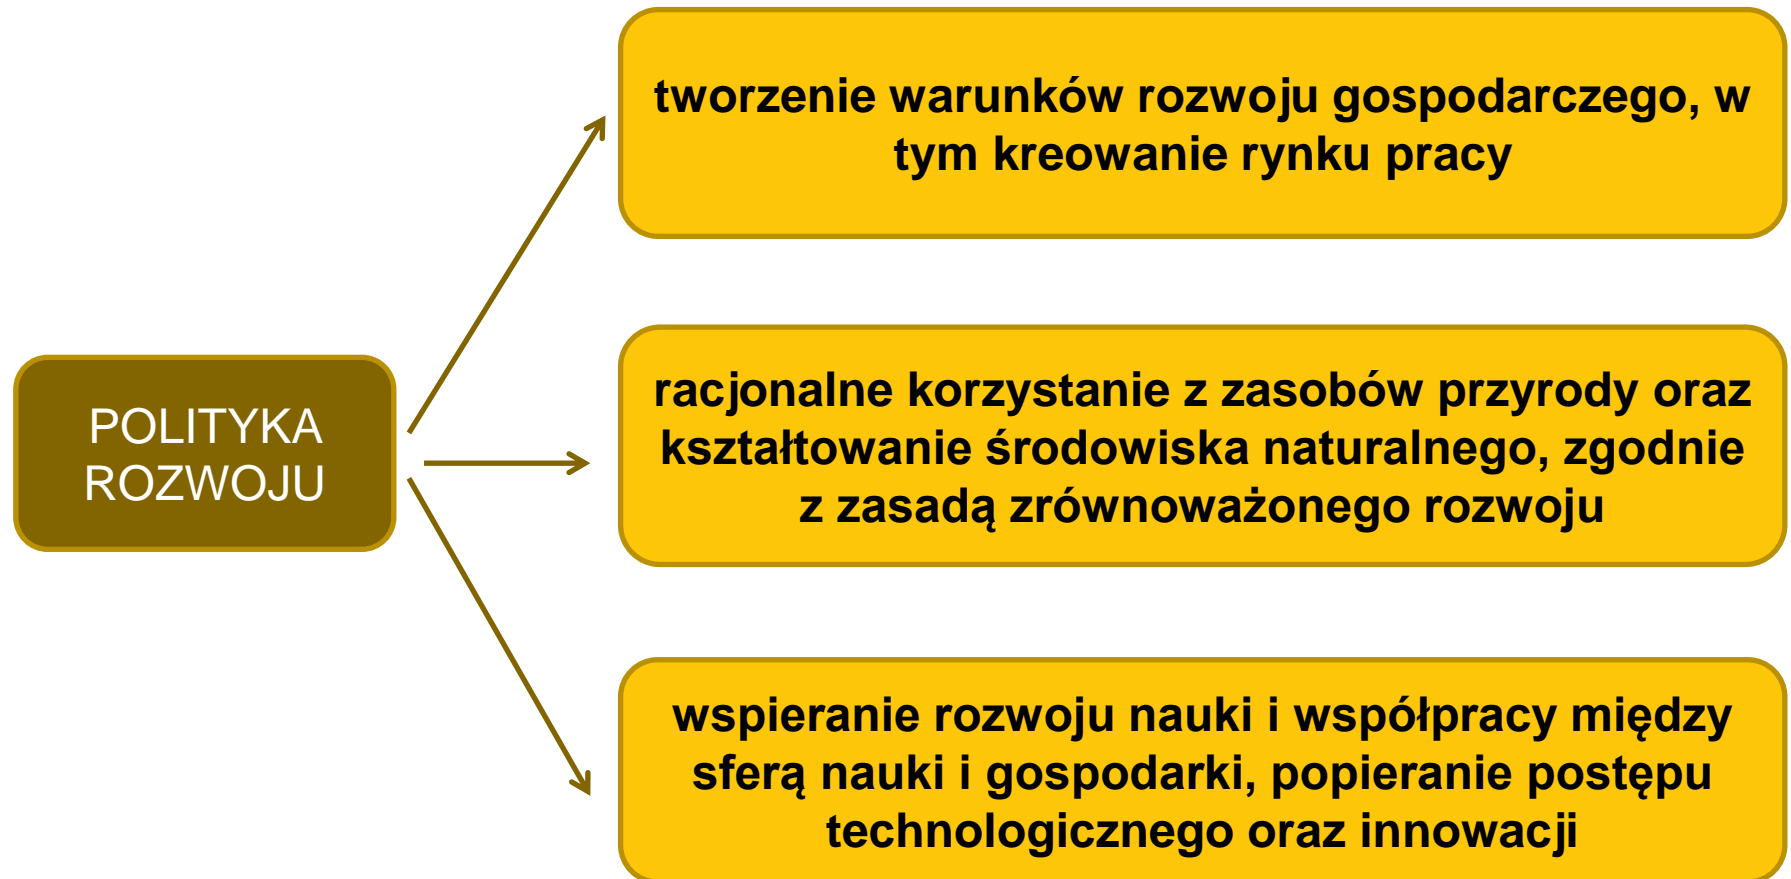 tworzenie warunków rozwoju gospodarczego, w
tym kreowanie rynku pracy
POLITYKA
ROZWOJU
racjonalne korzystanie z zasobów przyrody oraz
kształtowanie środowiska naturalnego, zgodnie
z zasadą zrównoważonego rozwoju
wspieranie rozwoju nauki i współpracy między
sferą nauki i gospodarki, popieranie postępu
technologicznego oraz innowacji